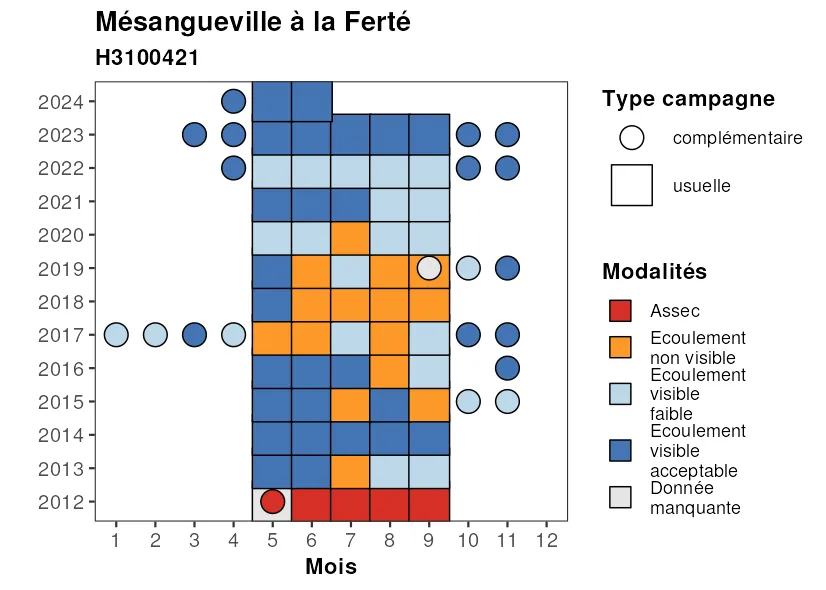 Mésangueville à la Ferté
H3100421
2024
2023
2022
2021
2020
2019
2018
2017
2016
2015
2014
2013
2012
1 2 3 4 5 6 7 8 9 10 11 12
Mois
Type campagne
complémentaire
usuelle
Modalités
Assec
Ecoulement
non visible
Ecoulement
visible
faible
Ecoulement
visible
acceptable
Donnée
manquante